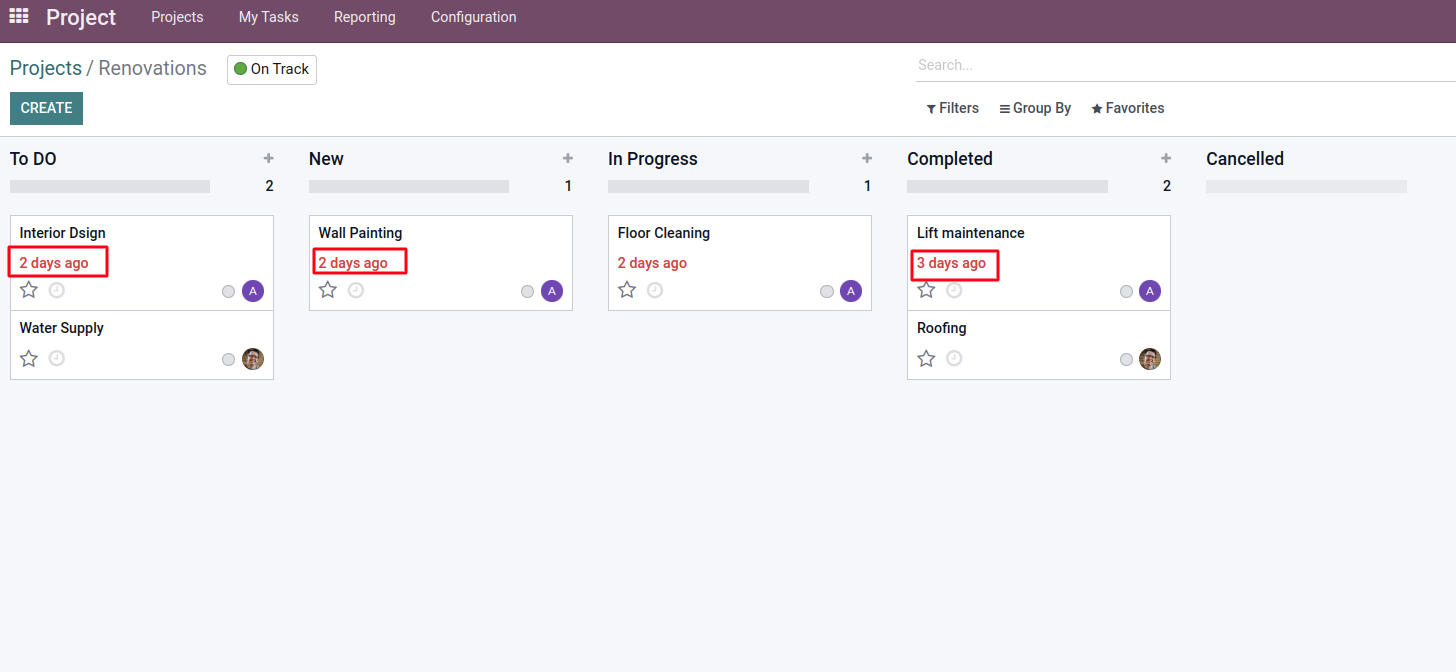 Project Projects My Tasks Reporting Configuration
Projects / Renovations On Track Search...
CREATE Filters Group By Favorites
To DO + New + In Progress + Completed + Cancelled
2 1 1 2
Interior Dsign
2 days ago
A
Water Supply
Wall Painting
2 days ago
A
Floor Cleaning
2 days ago
A
Lift maintenance
3 days ago
A
Roofing